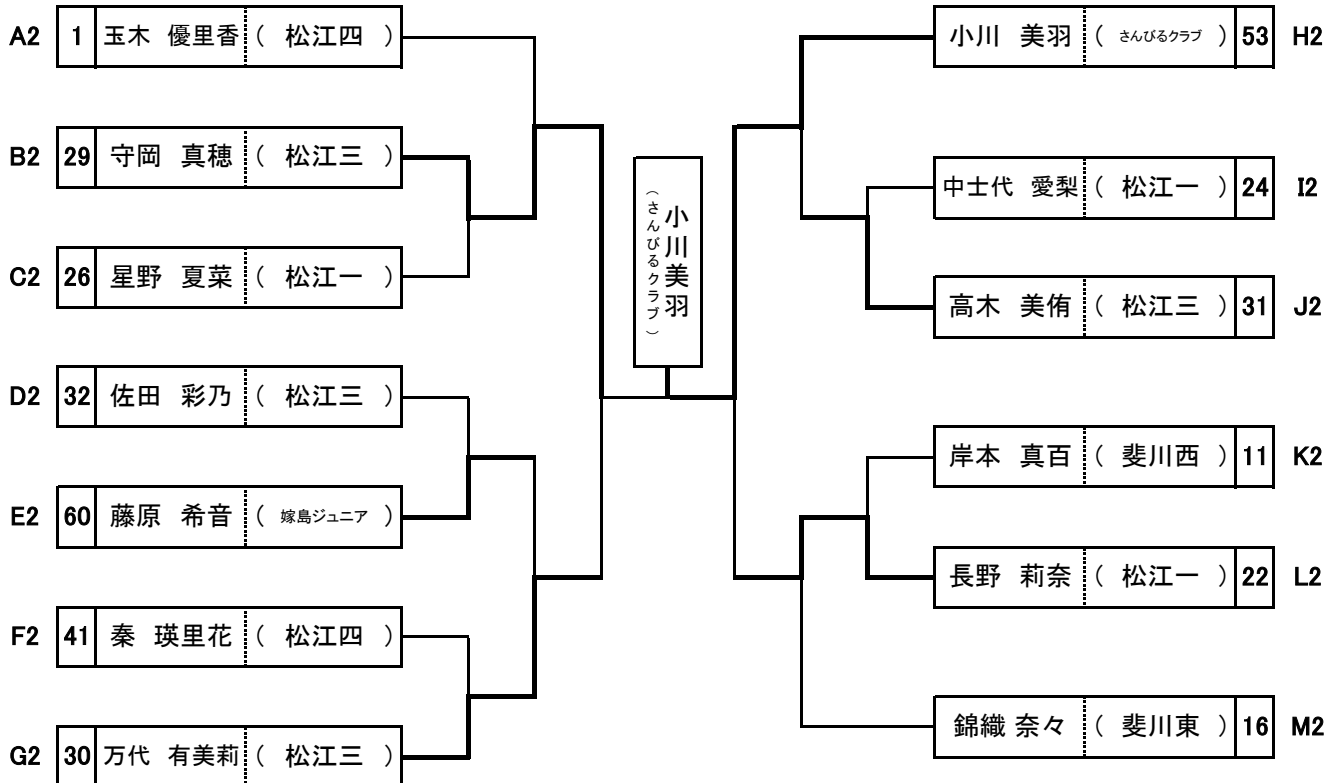 A2 1 玉木 優里香 ( 松江四 )
B2 29 守岡 真穂 ( 松江三 )
C2 26 星野 夏菜 ( 松江一 )
D2 32 佐田 彩乃 ( 松江三 )
E2 60 藤原 希音 ( 嫁島ジュニア )
F2 41 秦 瑛里花 ( 松江四 )
G2 30 万代 有美莉 ( 松江三 )
小川美羽
(さんびるクラブ)
小川 美羽 ( さんびるクラブ ) 53 H2
中士代 愛梨 ( 松江一 ) 24 I2
高木 美侑 ( 松江三 ) 31 J2
岸本 真百 ( 斐川西 ) 11 K2
長野 莉奈 ( 松江一 ) 22 L2
錦織 奈々 ( 斐川東 ) 16 M2